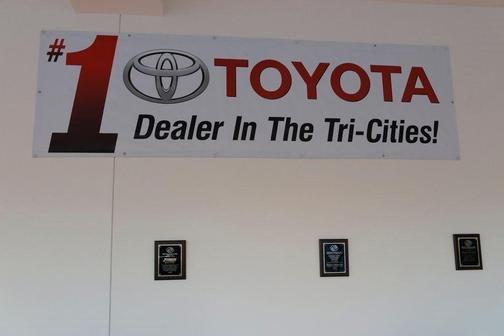 #1 TOYOTA
Dealer In The Tri-Cities!